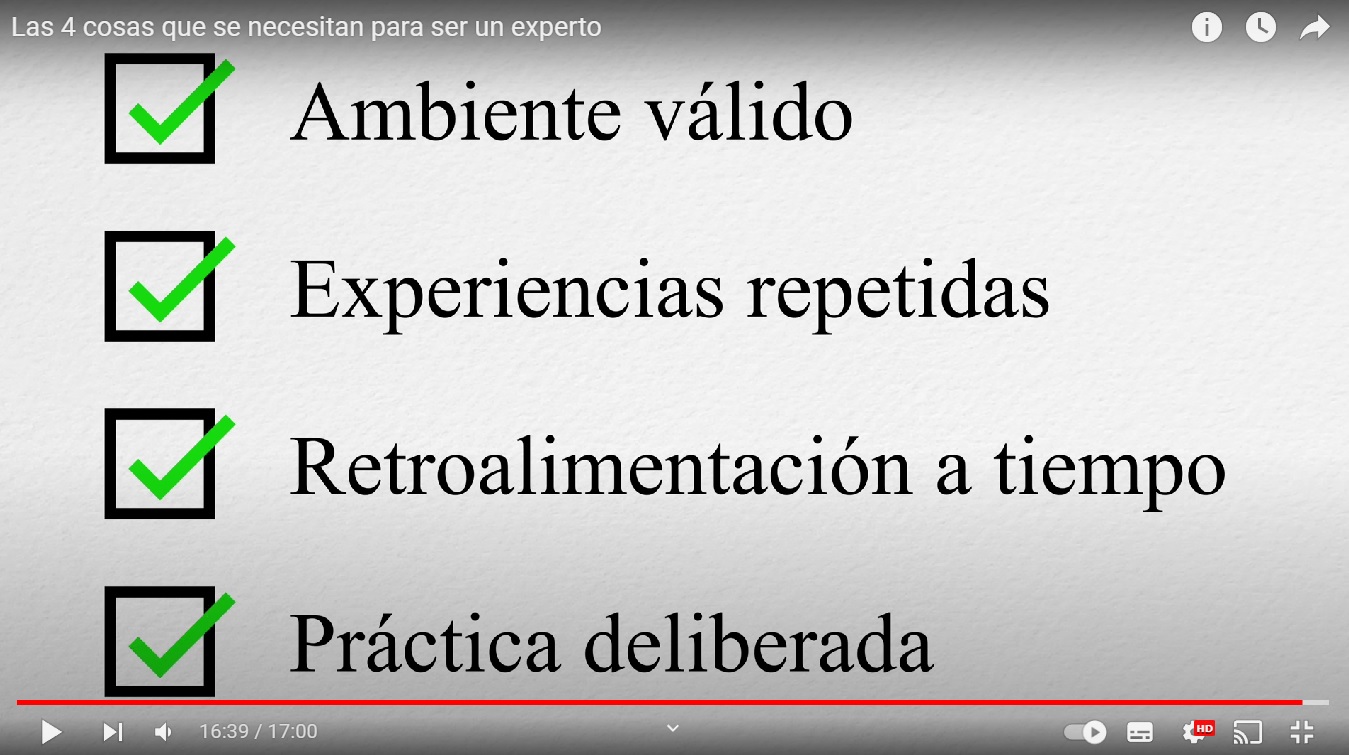 Las 4 cosas que se necesitan para ser un experto
Ambiente válido
Experiencias repetidas
Retroalimentación a tiempo
Práctica deliberada
16:39 / 17:00
HD